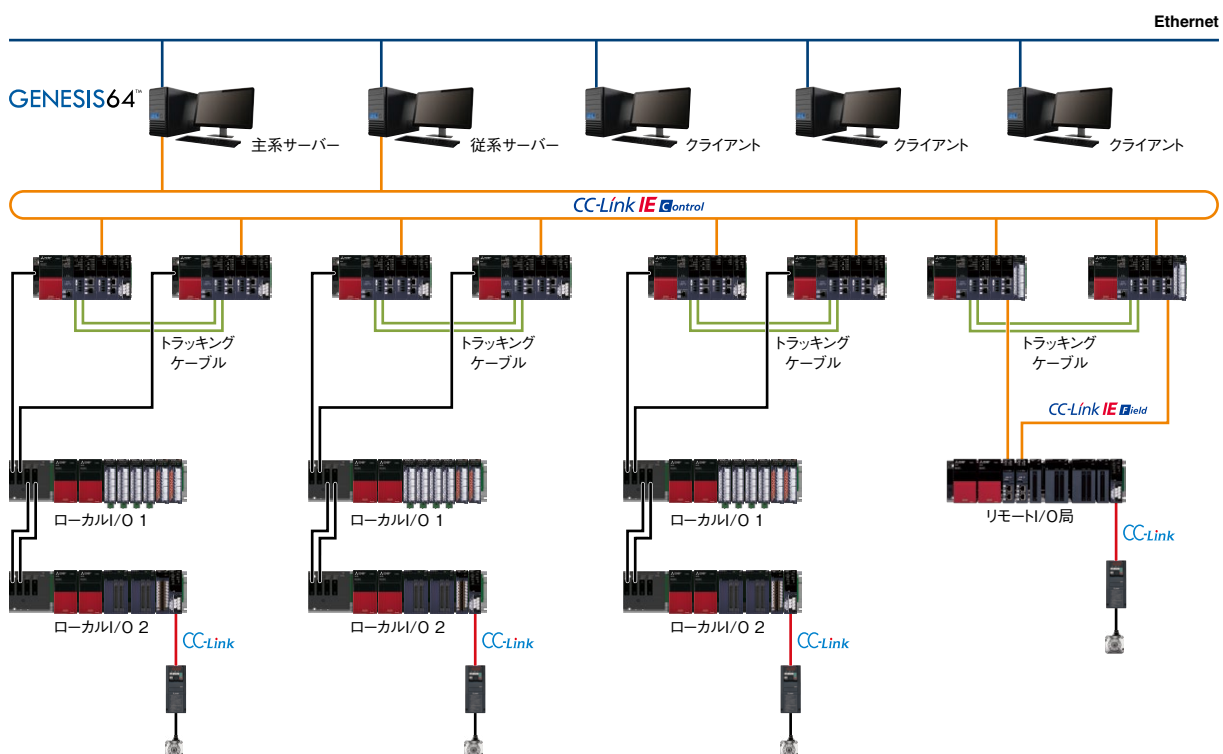 Ethernet
GENESIS64™
主系サーバー
従系サーバー
クライアント
クライアント
クライアント
CC-Link IE Control
トラッキング
ケーブル
トラッキング
ケーブル
トラッキング
ケーブル
トラッキング
ケーブル
CC-Link IE Field
ローカルI/O 1
ローカルI/O 1
ローカルI/O 1
リモートI/O局
CC-Link
ローカルI/O 2
ローカルI/O 2
ローカルI/O 2
CC-Link
CC-Link
CC-Link